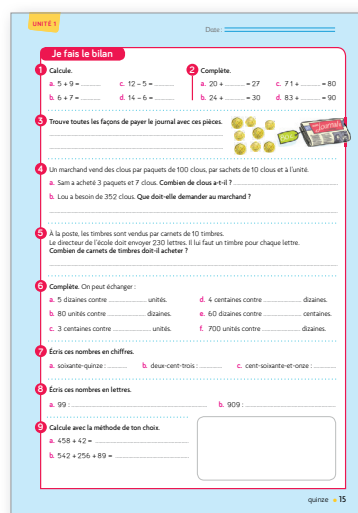 UNITÉ 1
Date :
Je fais le bilan
1 Calcule.
a. 5 + 9 = ............ c. 12 – 5 = ............
b. 6 + 7 = ............ d. 14 – 6 = ............
2 Complète.
a. 20 + ............ = 27 c. 71 + ............ = 80
b. 24 + ............ = 30 d. 83 + ............ = 90
3 Trouve toutes les façons de payer le journal avec ces pièces.
Journal
4 Un marchand vend des clous par paquets de 100 clous, par sachets de 10 clous et à l'unité.
a. Sam a acheté 3 paquets et 7 clous. Combien de clous a-t-il ? ............
b. Lou a besoin de 352 clous. Que doit-elle demander au marchand ?
5 À la poste, les timbres sont vendus par carnets de 10 timbres.
Le directeur de l'école doit envoyer 230 lettres. Il lui faut un timbre pour chaque lettre.
Combien de carnets de timbres doit-il acheter ?
6 Complète. On peut échanger :
a. 5 dizaines contre ............ unités. d. 4 centaines contre ............ dizaines.
b. 80 unités contre ............ dizaines. e. 60 dizaines contre ............ centaines.
c. 3 centaines contre ............ unités. f. 700 unités contre ............ dizaines.
7 Écris ces nombres en chiffres.
a. soixante-quinze : ............ b. deux-cent-trois : ............ c. cent-soixante-et-onze : ............
8 Écris ces nombres en lettres.
a. 99 : ............ b. 909 : ............
9 Calcule avec la méthode de ton choix.
a. 458 + 42 = ............
b. 542 + 256 + 89 = ............
quinze 15